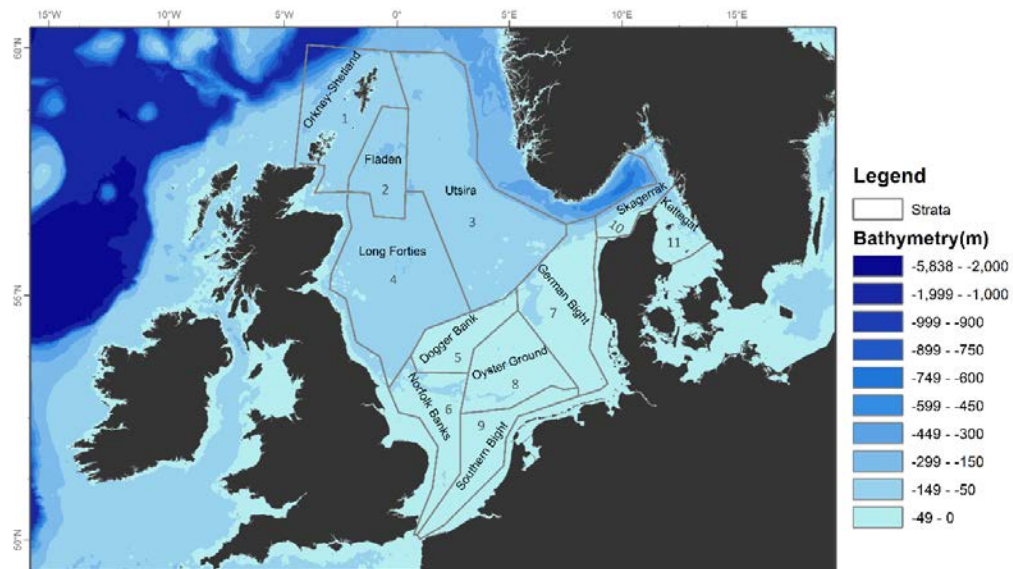 15°W 10°W 0° 5°E 10°E 15°E
60°N
Orkney-Shetland
1
Fladen
2
Utsira
3
Skagerrak
10
Kattegat
11
Long Forties
4
55°N
German Bight
7
Dogger Bank
5
Oyster Ground
8
Norfolk Banks
6
9
Southern Bight
50°N
Legend
Strata
Bathymetry(m)
-5,838 - -2,000
-1,999 - -1,000
-999 - -900
-899 - -750
-749 - -600
-599 - -450
-449 - -300
-299 - -150
-149 - -50
-49 - 0